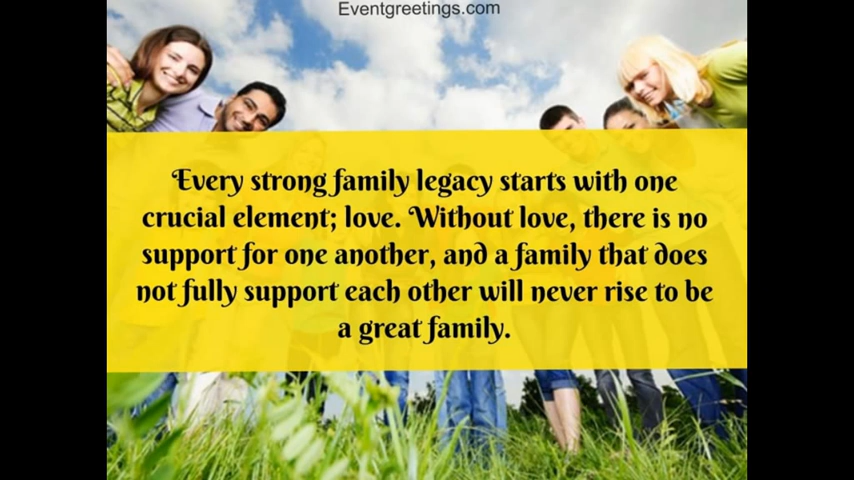 Eventgreetings.com
Every strong family legacy starts with one
crucial element; love. Without love, there is no
support for one another, and a family that does
not fully support each other will never rise to be
a great family.